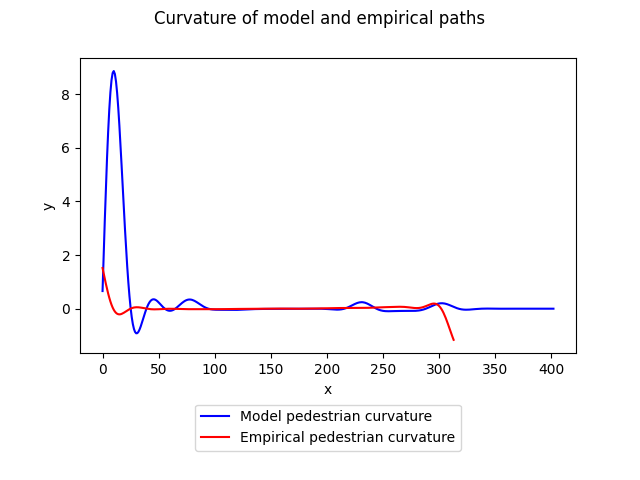 Curvature of model and empirical paths
8
6
4
2
0
y
0 50 100 150 200 250 300 350 400
x
Model pedestrian curvature
Empirical pedestrian curvature